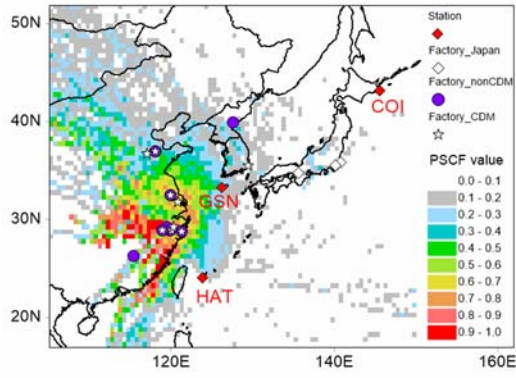 50N
40N
30N
20N
120E
140E
160E
COI
GSN
HAT
Station
Factory_Japan
Factory_nonCDM
Factory_CDM
PSCF value
0.0 - 0.1
0.1 - 0.2
0.2 - 0.3
0.3 - 0.4
0.4 - 0.5
0.5 - 0.6
0.6 - 0.7
0.7 - 0.8
0.8 - 0.9
0.9 - 1.0